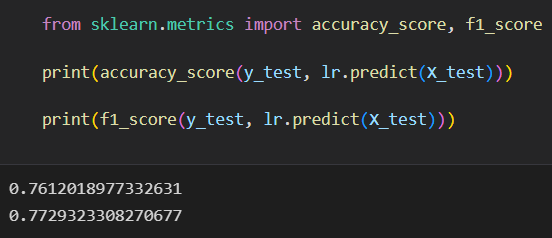 from sklearn.metrics import accuracy_score, f1_score
print(accuracy_score(y_test, lr.predict(X_test)))
print(f1_score(y_test, lr.predict(X_test)))
0.7612018977332631
0.7729323308270677